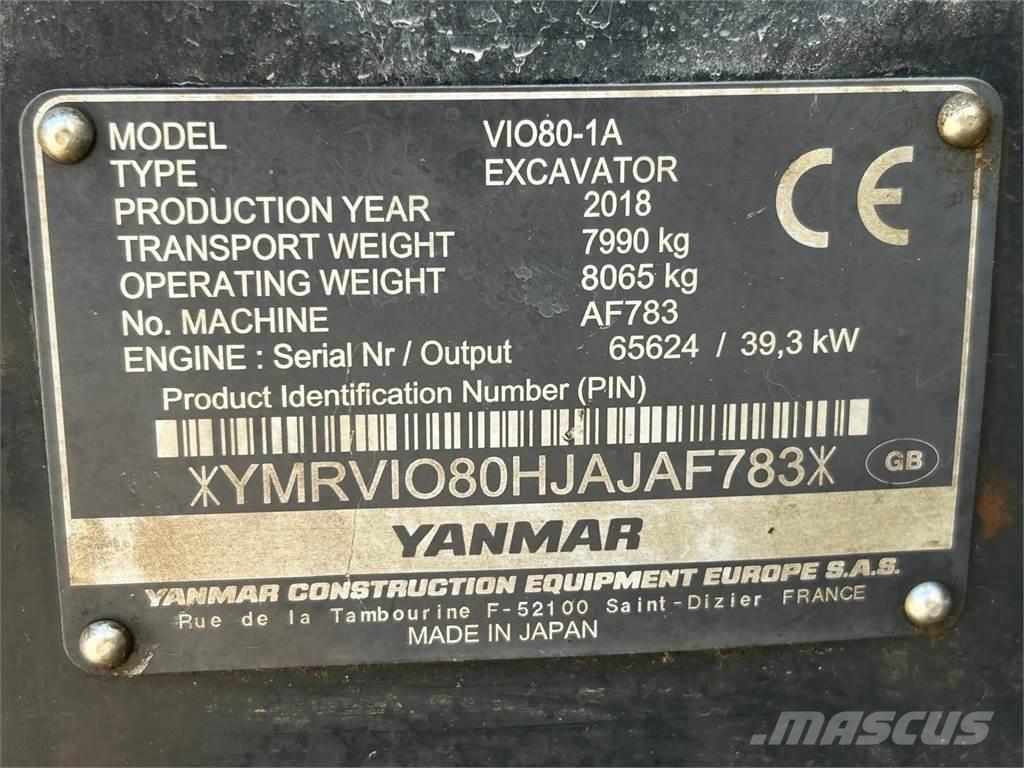 MODEL VIO80-1A
TYPE EXCAVATOR
PRODUCTION YEAR 2018
TRANSPORT WEIGHT 7990 kg
OPERATING WEIGHT 8065 kg
No. MACHINE AF783
ENGINE : Serial Nr / Output 65624 / 39,3 kW
CE
Product Identification Number (PIN)
YMRVIO80HJAJAF783
GB
YANMAR
YANMAR CONSTRUCTION EQUIPMENT EUROPE S.A.S.
Rue de la Tambourine F-52100 Saint-Dizier FRANCE
MADE IN JAPAN
MASCUS